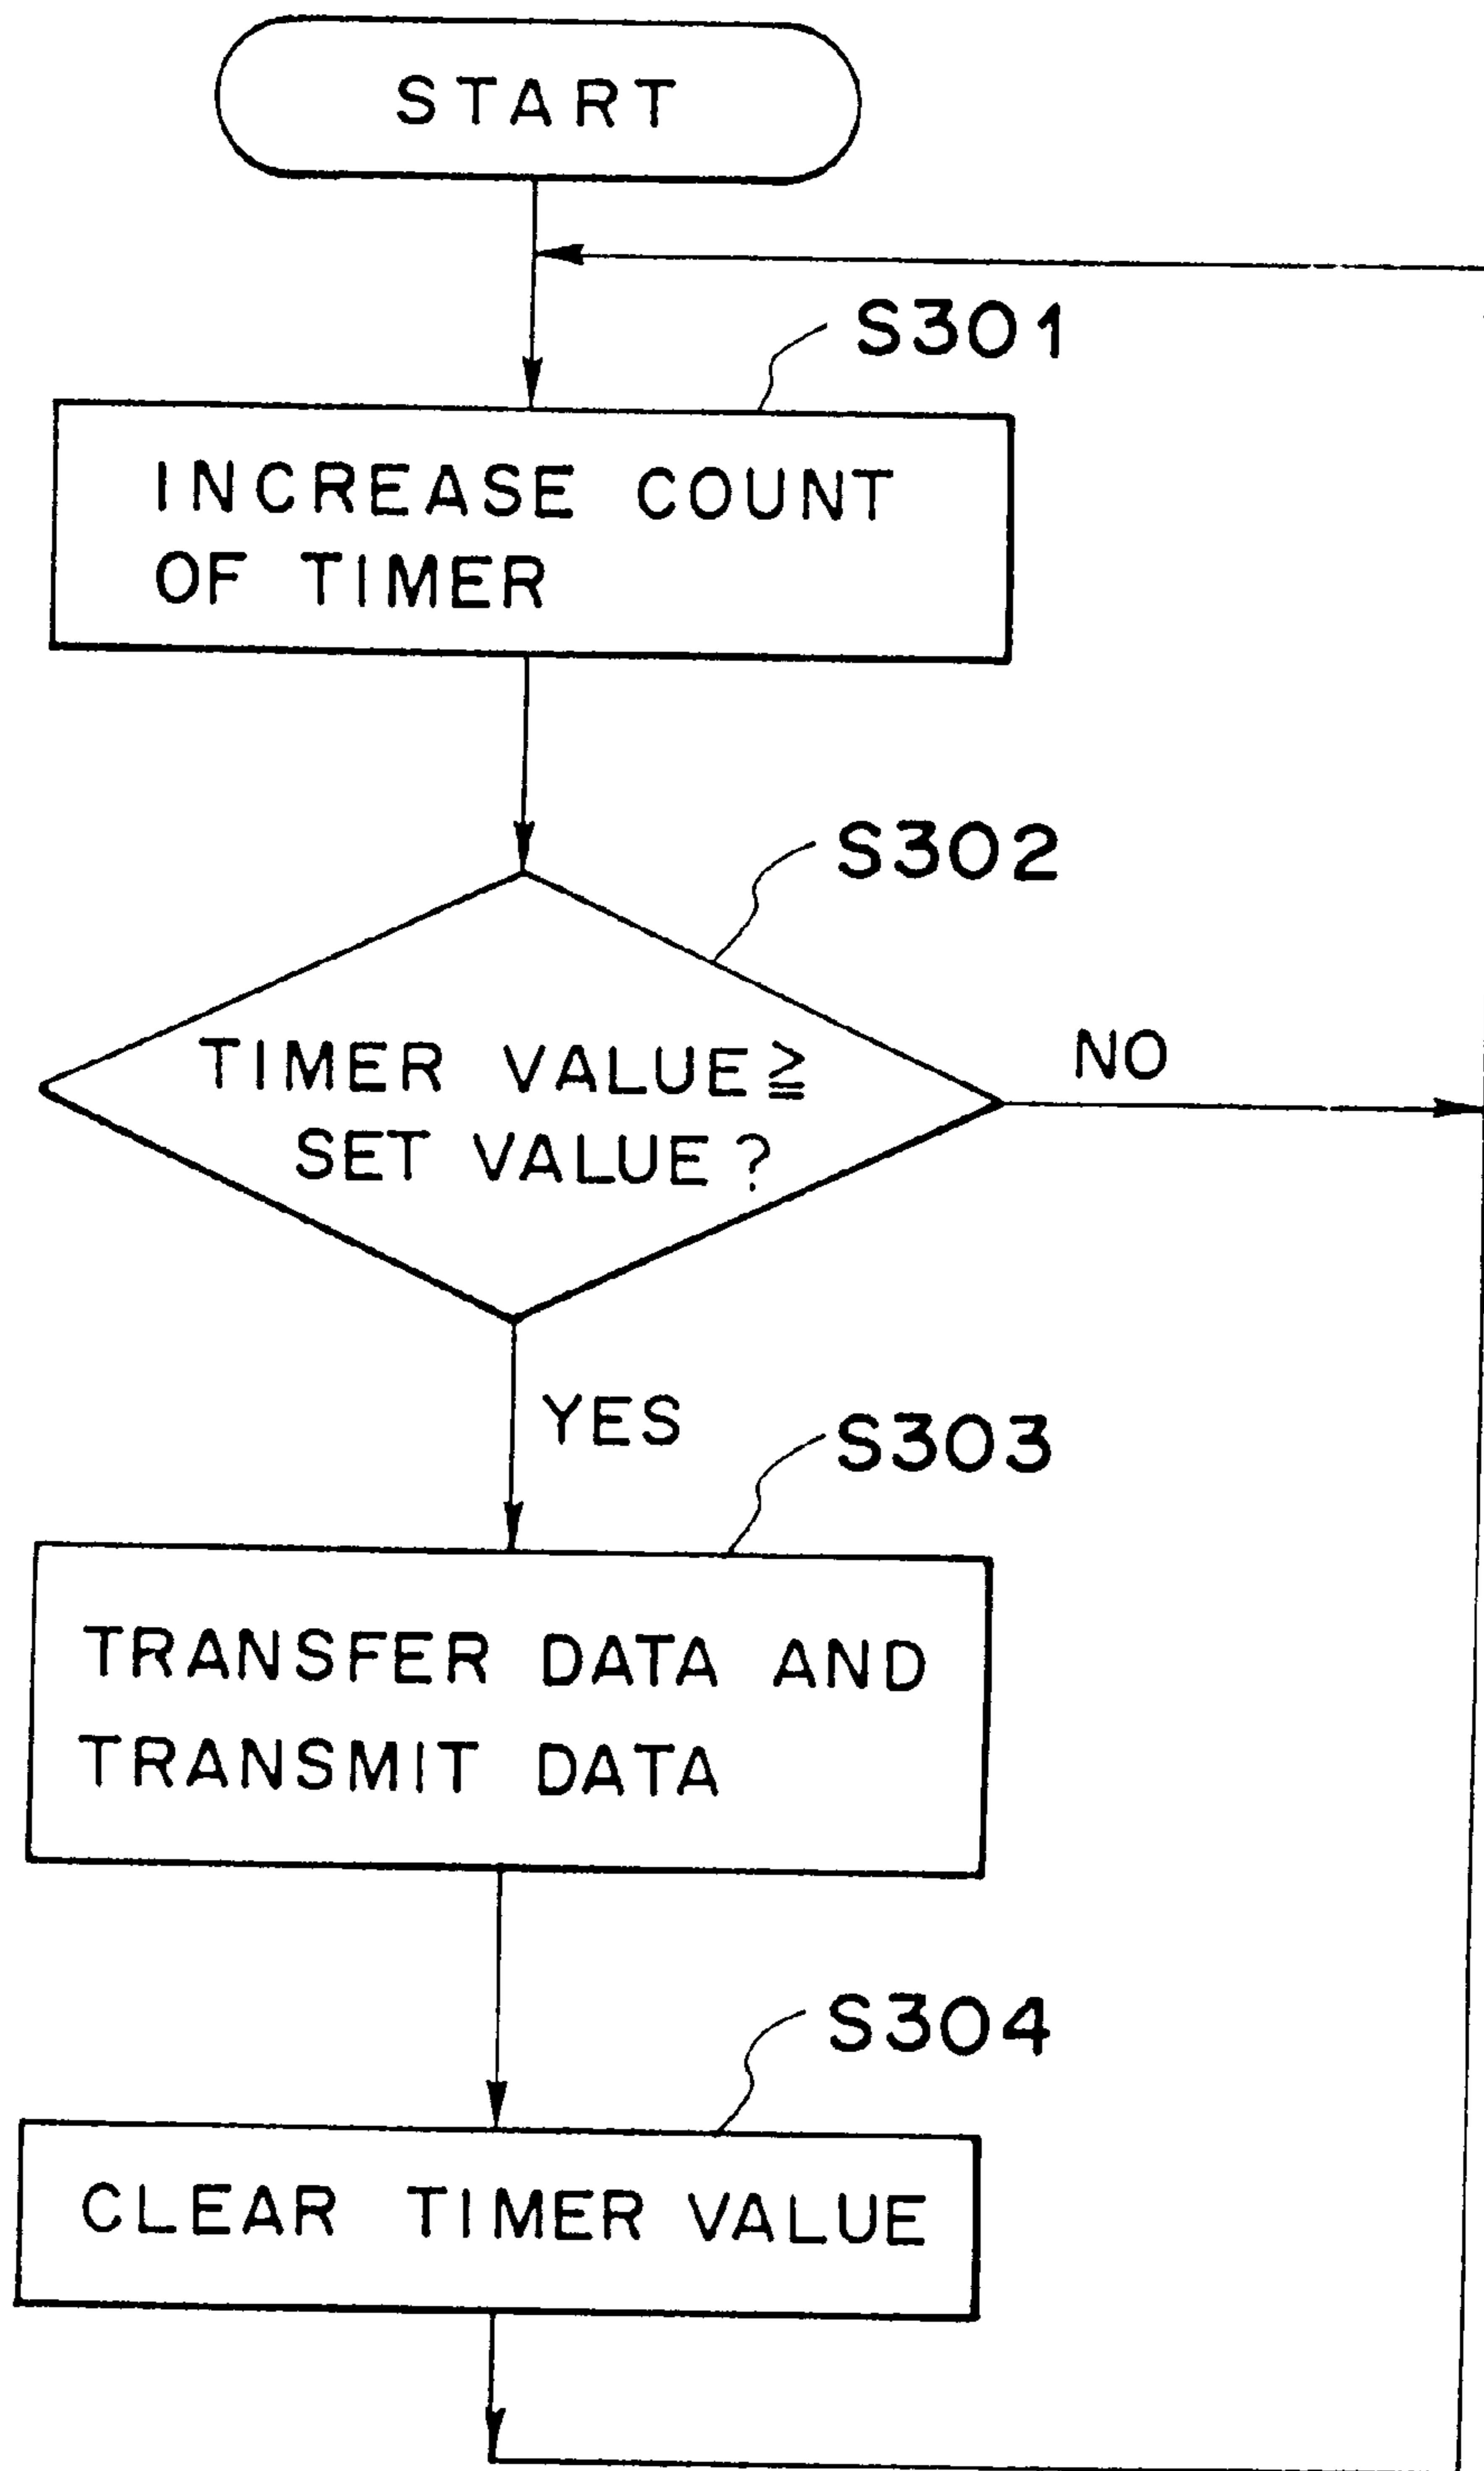 START
S301
INCREASE COUNT
OF TIMER
S302
TIMER VALUE≧
SET VALUE?
NO
YES
S303
TRANSFER DATA AND
TRANSMIT DATA
S304
CLEAR TIMER VALUE